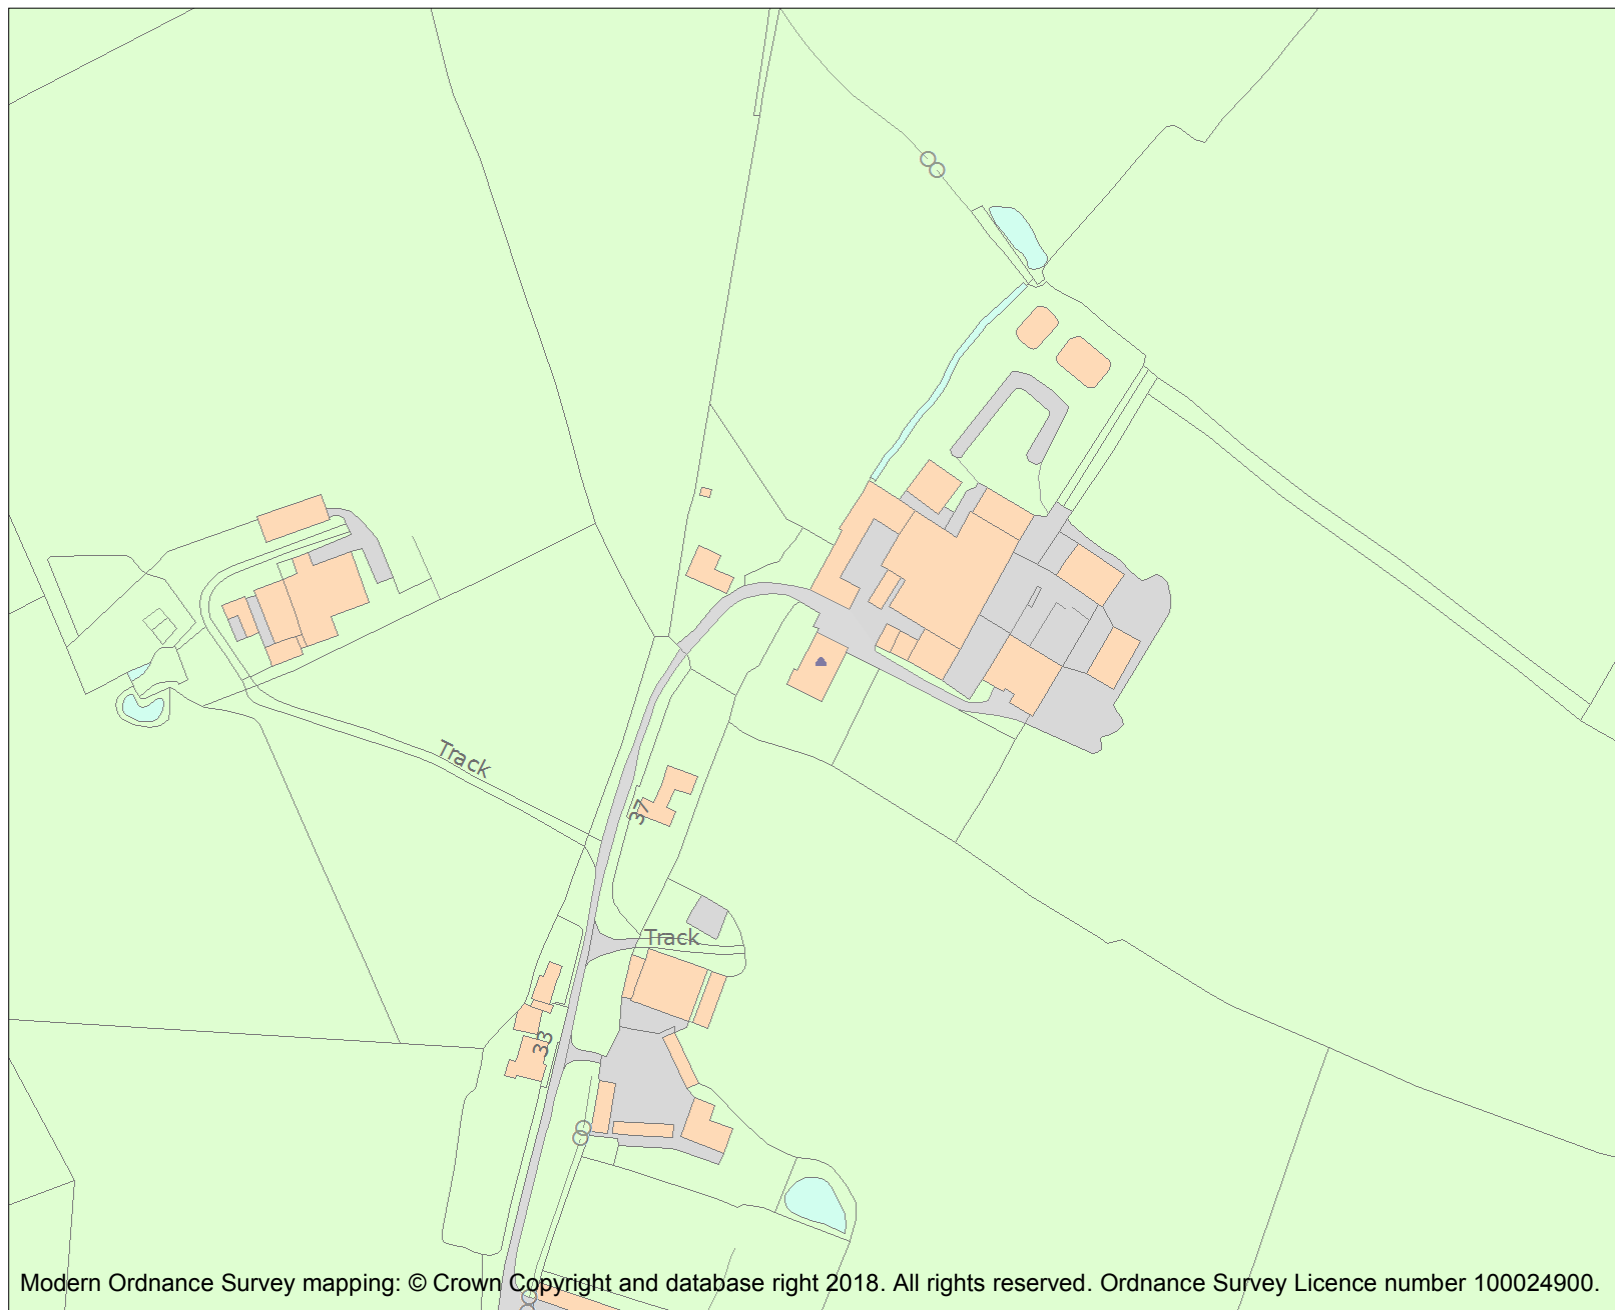 Track
37
Track
33
Modern Ordnance Survey mapping: © Crown Copyright and database right 2018. All rights reserved. Ordnance Survey Licence number 100024900.